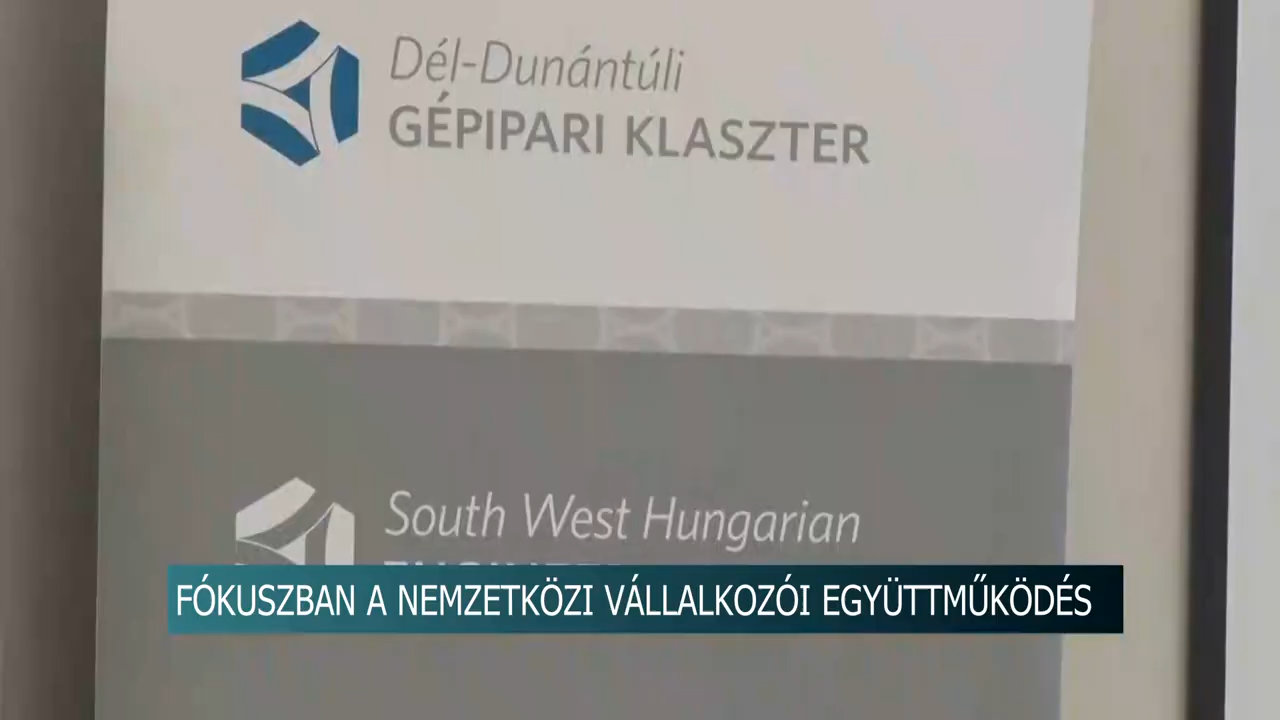 Dél-Dunántúli
GÉPIPARI KLASZTER
South West Hungarian
FÓKUSZBAN A NEMZETKÖZI VÁLLALKOZÓI EGYÜTTMŰKÖDÉS